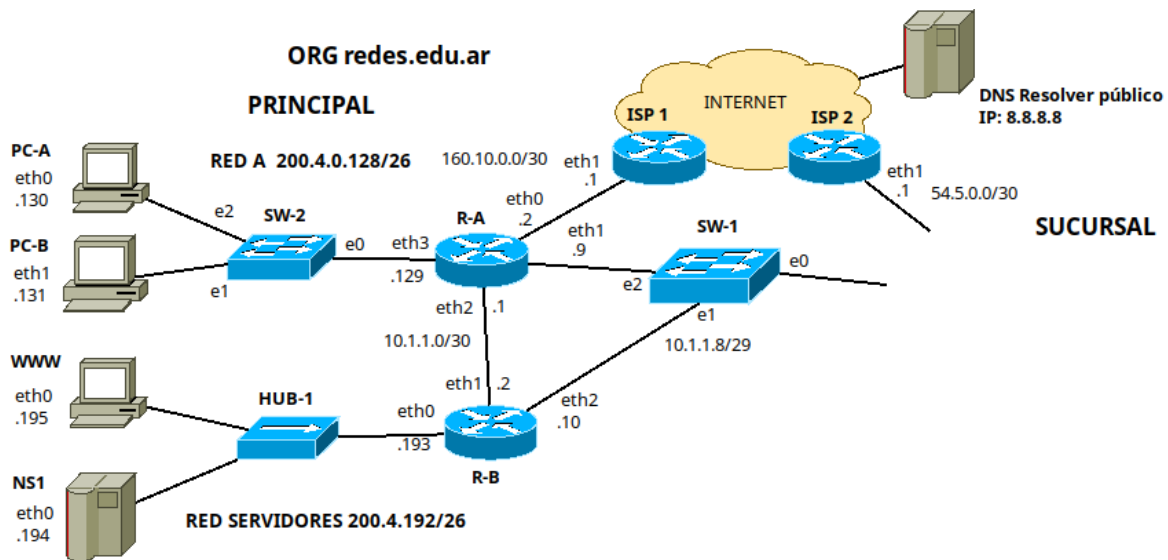 ORG redes.edu.ar
PRINCIPAL
INTERNET
ISP 1
ISP 2
DNS Resolver público
IP: 8.8.8.8
PC-A
eth0
.130
RED A 200.4.0.128/26
160.10.0.0/30
eth1
.1
eth1
.1
54.5.0.0/30
SUCURSAL
e2
SW-2
e0
eth3
.129
R-A
eth0
.2
eth1
.9
SW-1
e0
e2
e1
PC-B
eth1
.131
e1
eth2
.1
10.1.1.0/30
10.1.1.8/29
WWW
eth0
.195
HUB-1
eth0
.193
eth1
.2
eth2
.10
R-B
NS1
eth0
.194
RED SERVIDORES 200.4.192/26